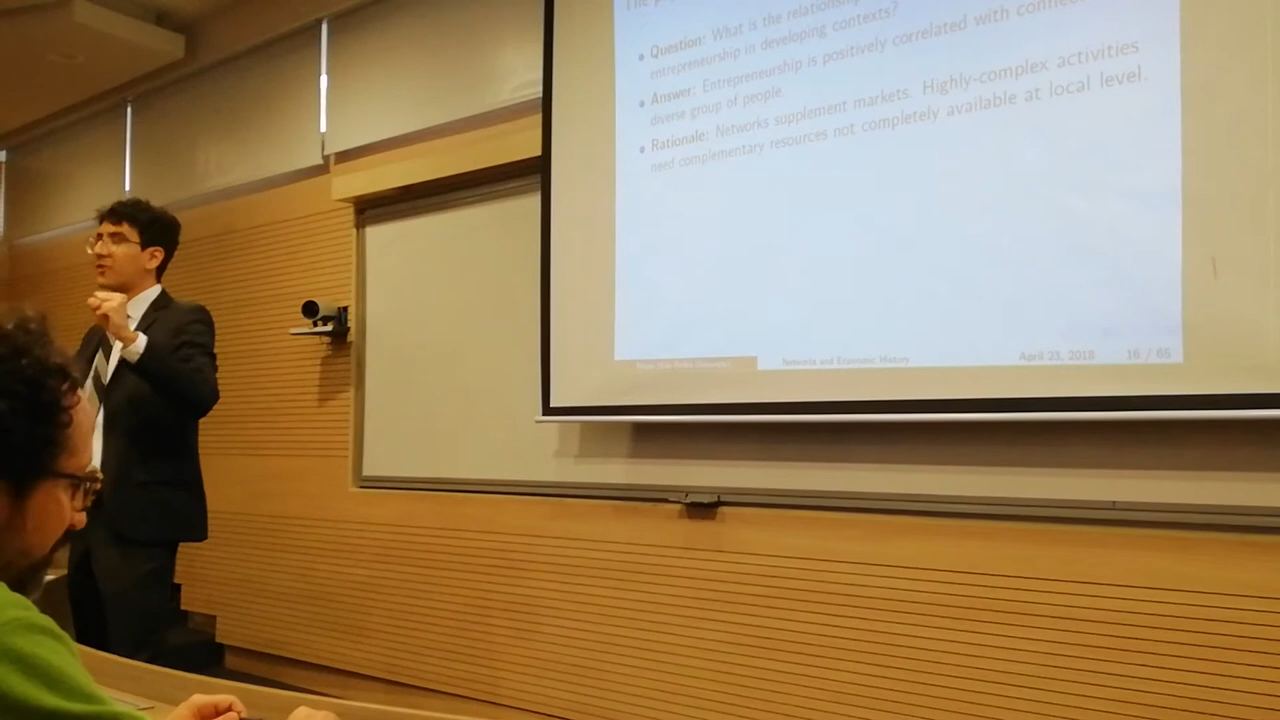 Question: What is the relationship
entrepreneurship in developing contexts?
Answer: Entrepreneurship is positively correlated with
diverse group of people.
Rationale: Networks supplement markets. Highly-complex activities
need complementary resources not completely available at local level.
Networks and Economic History
April 23, 2018
16 / 66